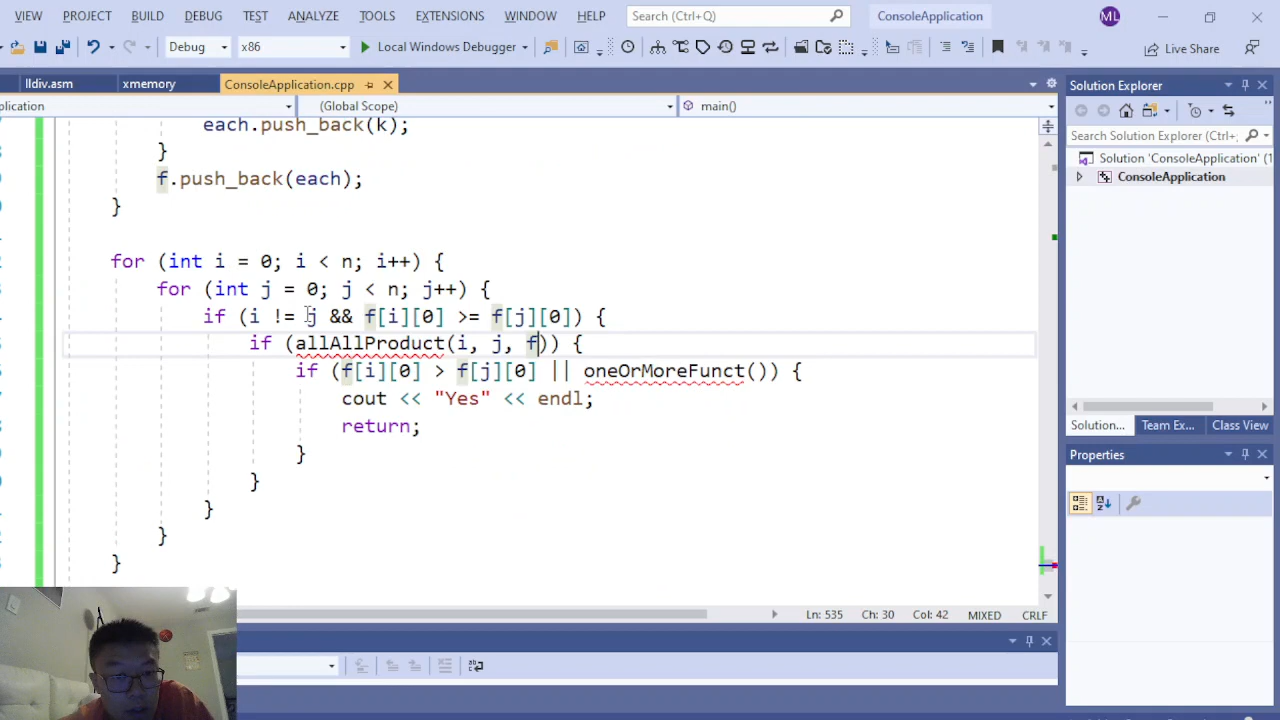 VIEW PROJECT BUILD DEBUG TEST ANALYZE TOOLS EXTENSIONS WINDOW HELP Search (Ctrl+Q) ConsoleApplication ML
Debug x86 Local Windows Debugger Live Share
lldiv.asm xmemory ConsoleApplication.cpp
plication (Global Scope) main()
each.push_back(k);
}
f.push_back(each);
}
for (int i = 0; i < n; i++) {
for (int j = 0; j < n; j++) {
if (i != j && f[i][0] >= f[j][0]) {
if (allAllProduct(i, j, f)) {
if (f[i][0] > f[j][0] || oneOrMoreFunct()) {
cout << "Yes" << endl;
return;
}
}
}
}
}
Ln: 535 Ch: 30 Col: 42 MIXED CRLF
Solution Explorer
Search Solution Explorer (Ctrl+;
Solution 'ConsoleApplication' (1
ConsoleApplication
Solution... Team Ex... Class View
Properties